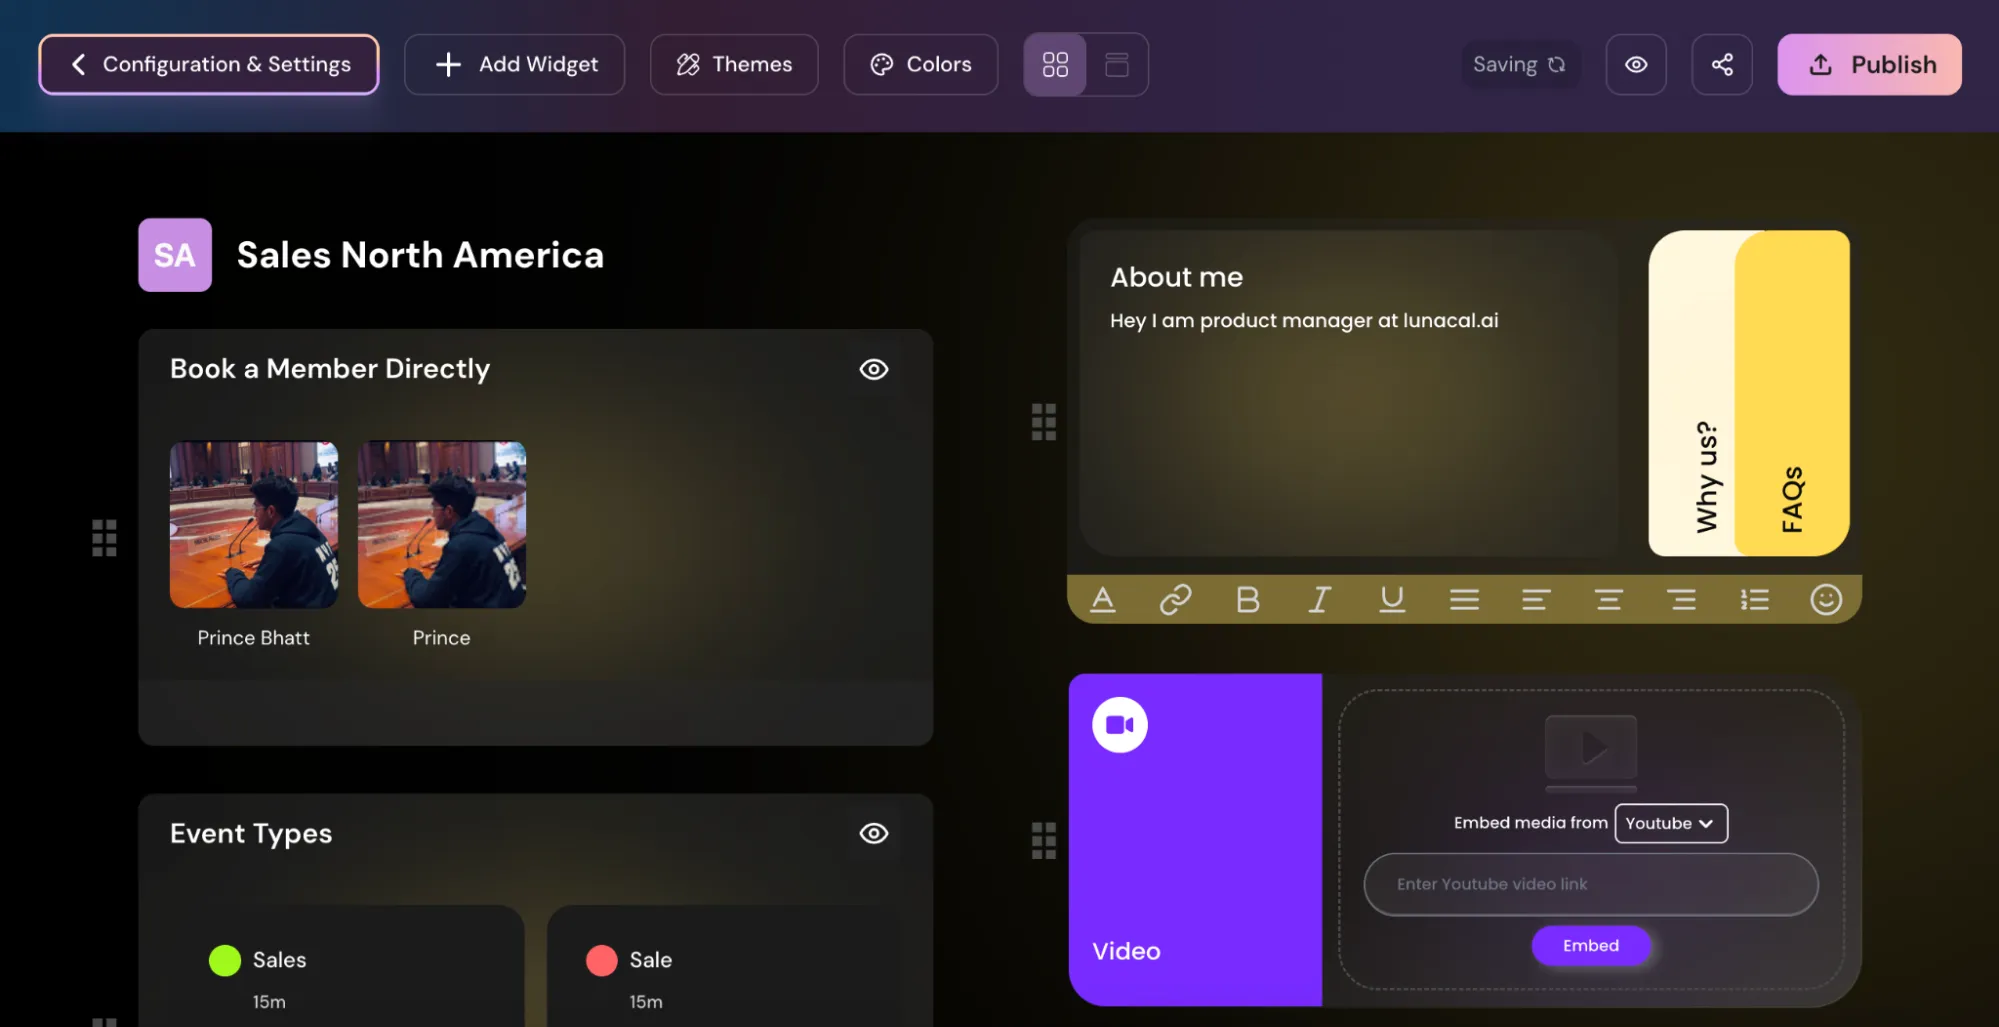 Configuration & Settings
Add Widget
Themes
Colors
Saving
Publish
SA
Sales North America
Book a Member Directly
Prince Bhatt
Prince
Event Types
Sales
15m
Sale
15m
About me
Hey I am product manager at lunacal.ai
Why us?
FAQs
Video
Embed media from Youtube
Enter Youtube video link
Embed